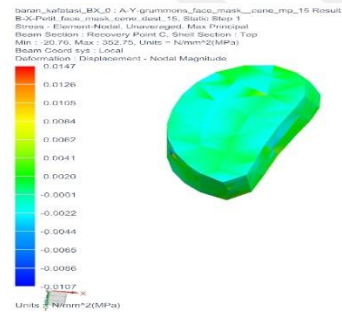 baran_kafatasi_BX_0 : A-Y-grummons_face_mask__cene_mp_15 Result
B-X-Petit_face_mask_cene_dest_15, Static Step 1
Stress - Element-Nodal, Unaveraged, Max Principal
Beam Section : Recovery Point C, Shell Section : Top
Min : -20.76, Max : 352.75, Units = N/mm^2(MPa)
Beam Coord sys : Local
Deformation : Displacement - Nodal Magnitude
0.0147
0.0126
0.0105
0.0084
0.0062
0.0041
0.0020
-0.0001
-0.0022
-0.0044
-0.0065
-0.0086
-0.0107
Units = N/mm^2(MPa)
X